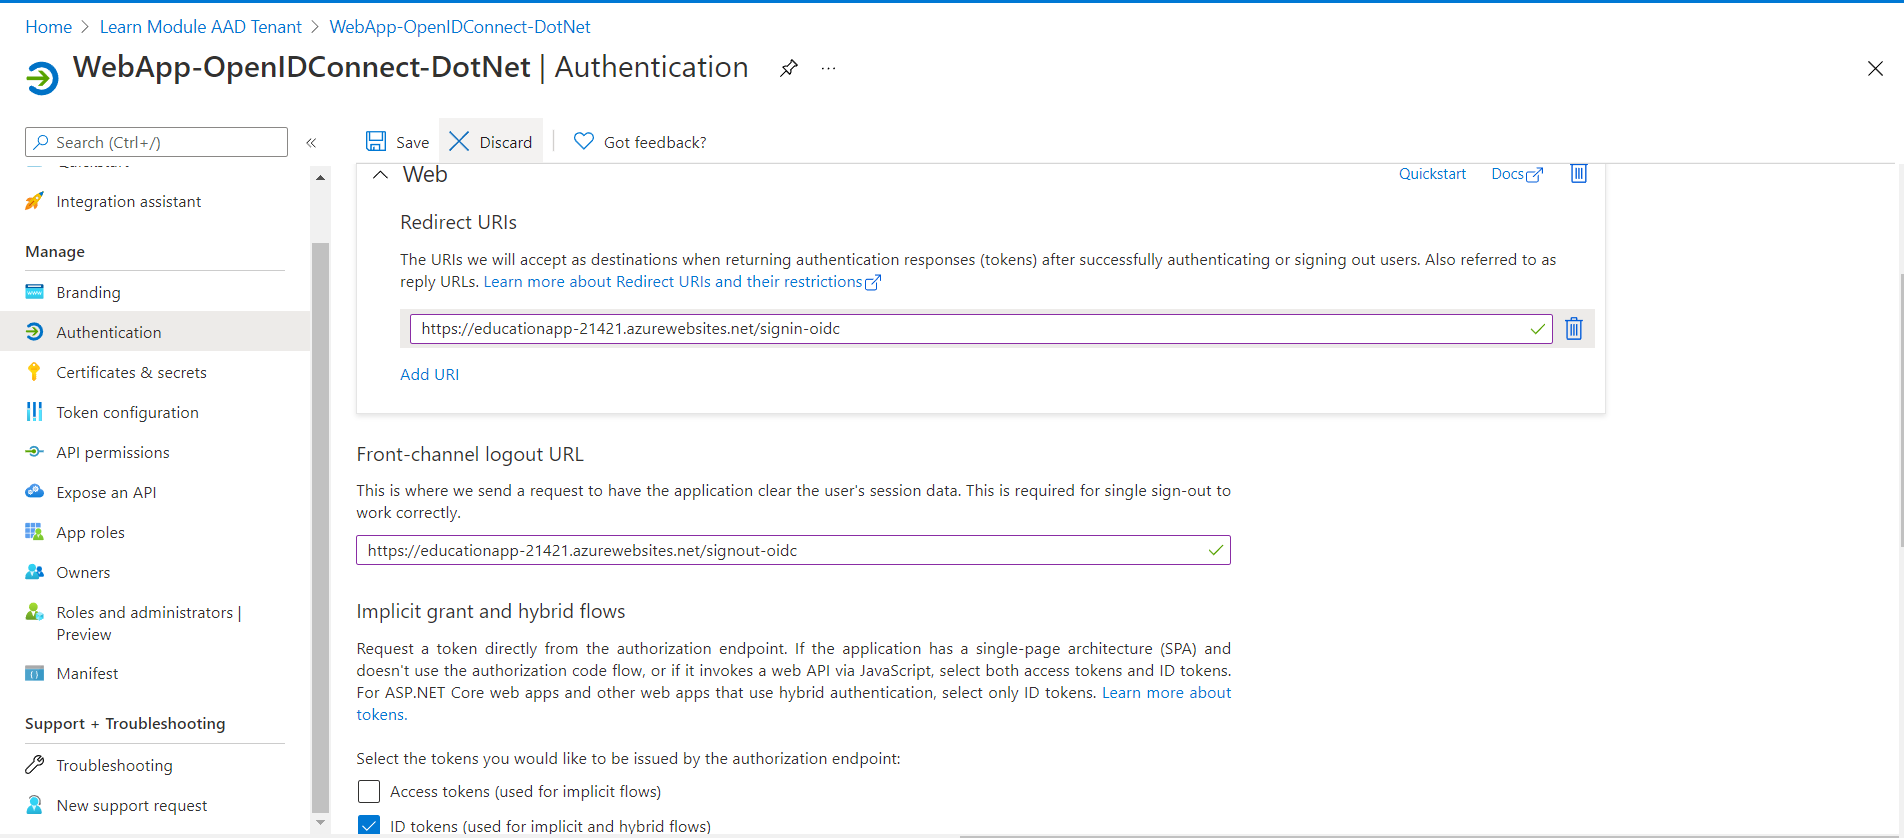 Home > Learn Module AAD Tenant > WebApp-OpenIDConnect-DotNet
WebApp-OpenIDConnect-DotNet | Authentication
Search (Ctrl+/)
«
Quickstart
Integration assistant
Manage
Branding
Authentication
Certificates & secrets
Token configuration
API permissions
Expose an API
App roles
Owners
Roles and administrators |
Preview
Manifest
Support + Troubleshooting
Troubleshooting
New support request
Save
Discard
Got feedback?
Web
Quickstart
Docs
Redirect URIs
The URIs we will accept as destinations when returning authentication responses (tokens) after successfully authenticating or signing out users. Also referred to as
reply URLs. Learn more about Redirect URIs and their restrictions
https://educationapp-21421.azurewebsites.net/signin-oidc
Add URI
Front-channel logout URL
This is where we send a request to have the application clear the user's session data. This is required for single sign-out to
work correctly.
https://educationapp-21421.azurewebsites.net/signout-oidc
Implicit grant and hybrid flows
Request a token directly from the authorization endpoint. If the application has a single-page architecture (SPA) and
doesn't use the authorization code flow, or if it invokes a web API via JavaScript, select both access tokens and ID tokens.
For ASP.NET Core web apps and other web apps that use hybrid authentication, select only ID tokens. Learn more about
tokens.
Select the tokens you would like to be issued by the authorization endpoint:
Access tokens (used for implicit flows)
ID tokens (used for implicit and hybrid flows)